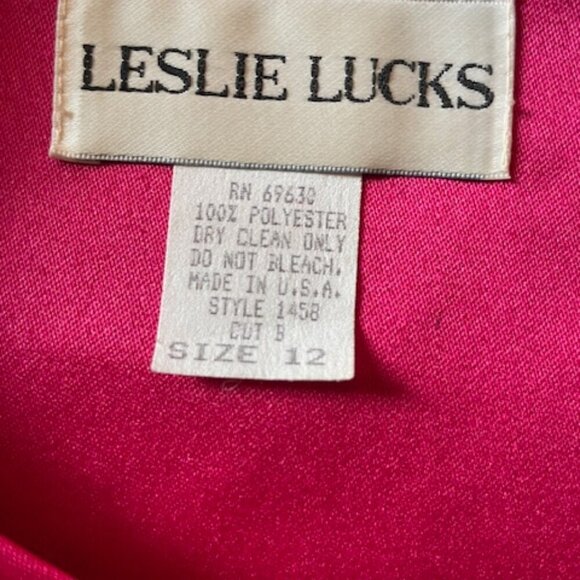 LESLIE LUCKS
RN 69630
100% POLYESTER
DRY CLEAN ONLY
DO NOT BLEACH.
MADE IN U.S.A.
STYLE 1458
CUT B
SIZE 12